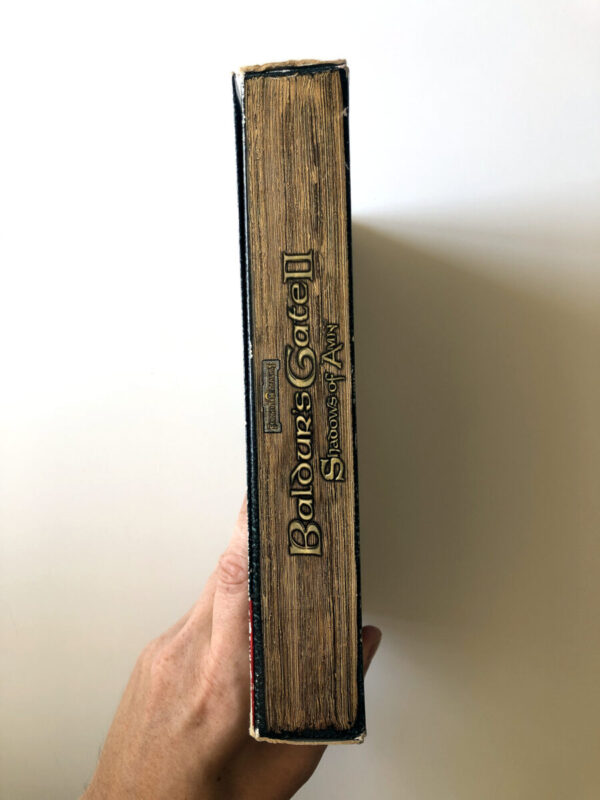 Baldur's Gate II
Shadows of Amn